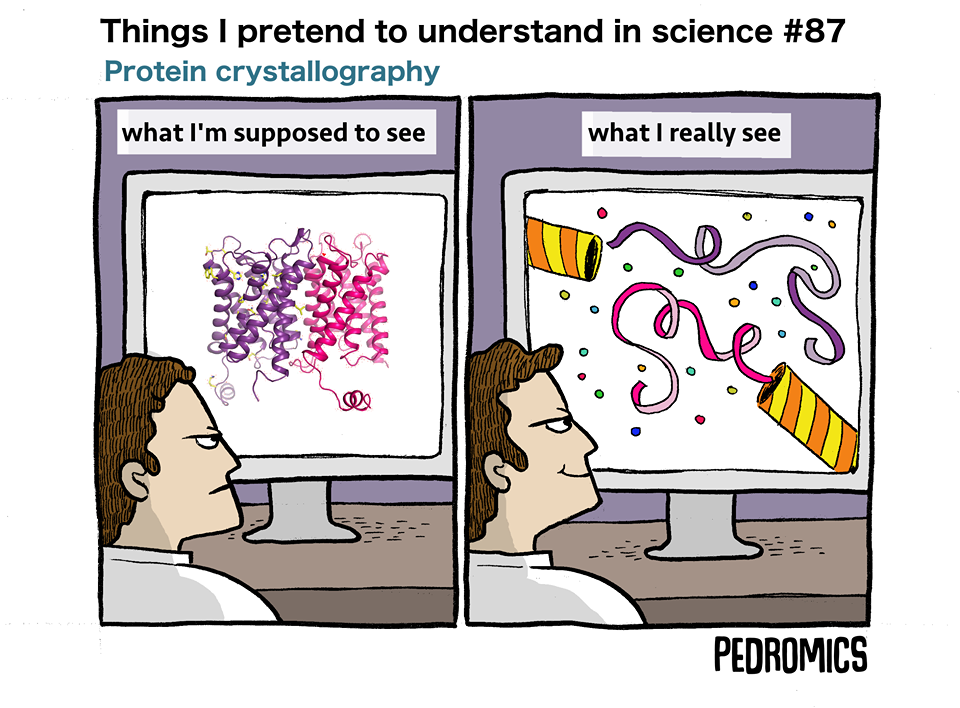 Things I pretend to understand in science #87
Protein crystallography
what I'm supposed to see
what I really see
PEDROMICS